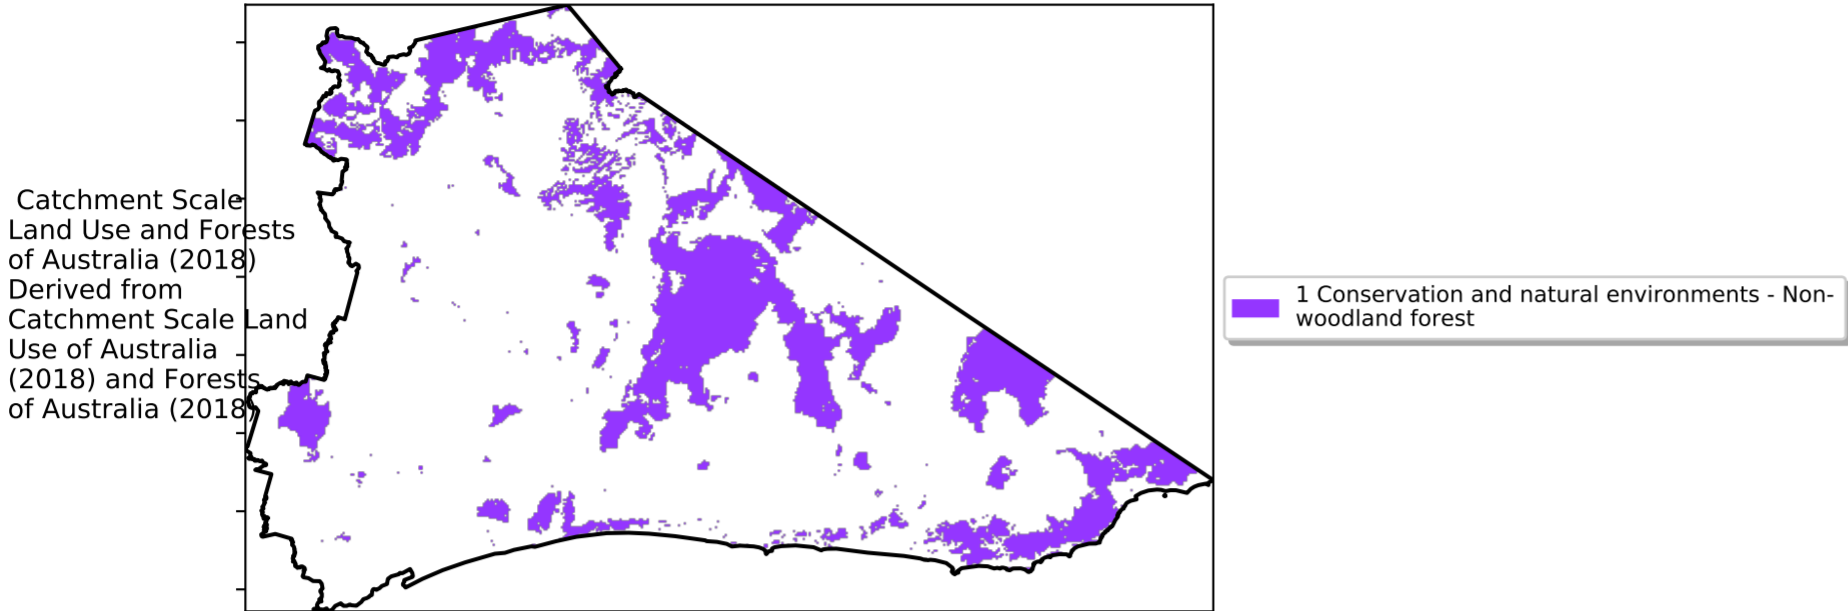 Catchment Scale
Land Use and Forests
of Australia (2018)
Derived from
Catchment Scale Land
Use of Australia
(2018) and Forests
of Australia (2018)
1 Conservation and natural environments - Non-
woodland forest